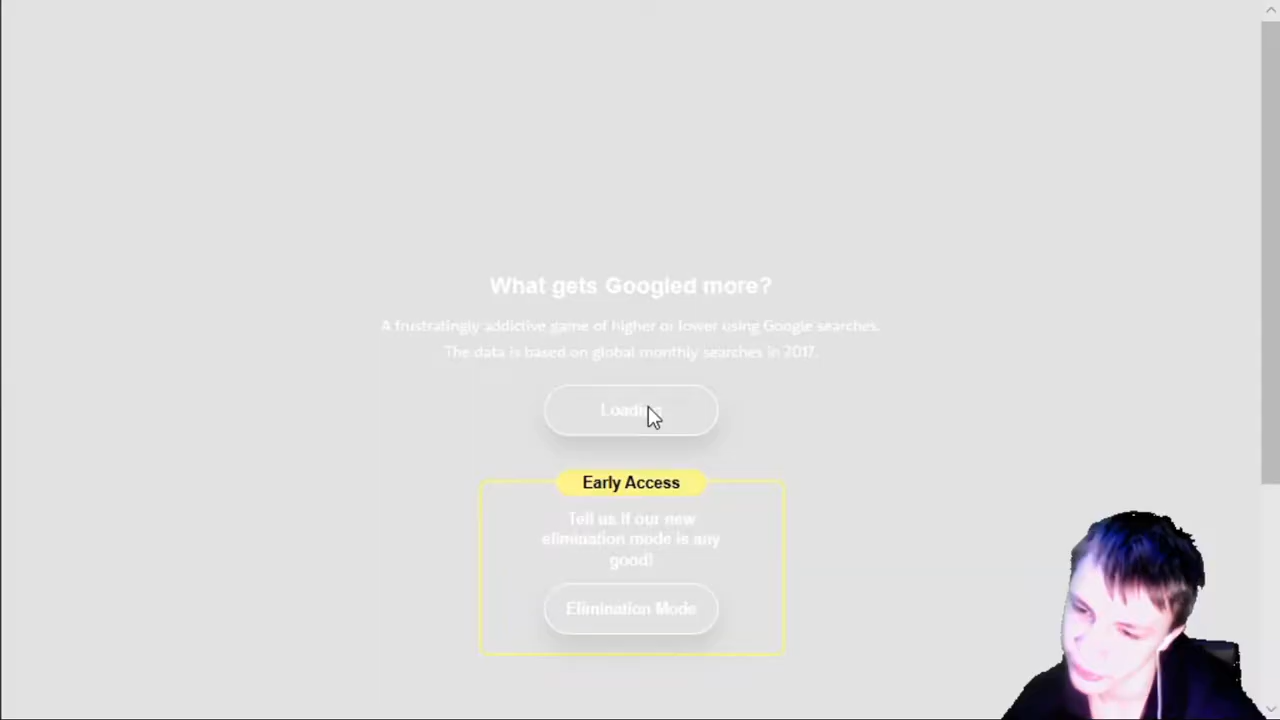 What gets Googled more?
A frustratingly addictive game of higher or lower using Google searches.
The data is based on global monthly searches in 2017.
Early Access
Tell us if our new
elimination mode is any
good!
Elimination Mode